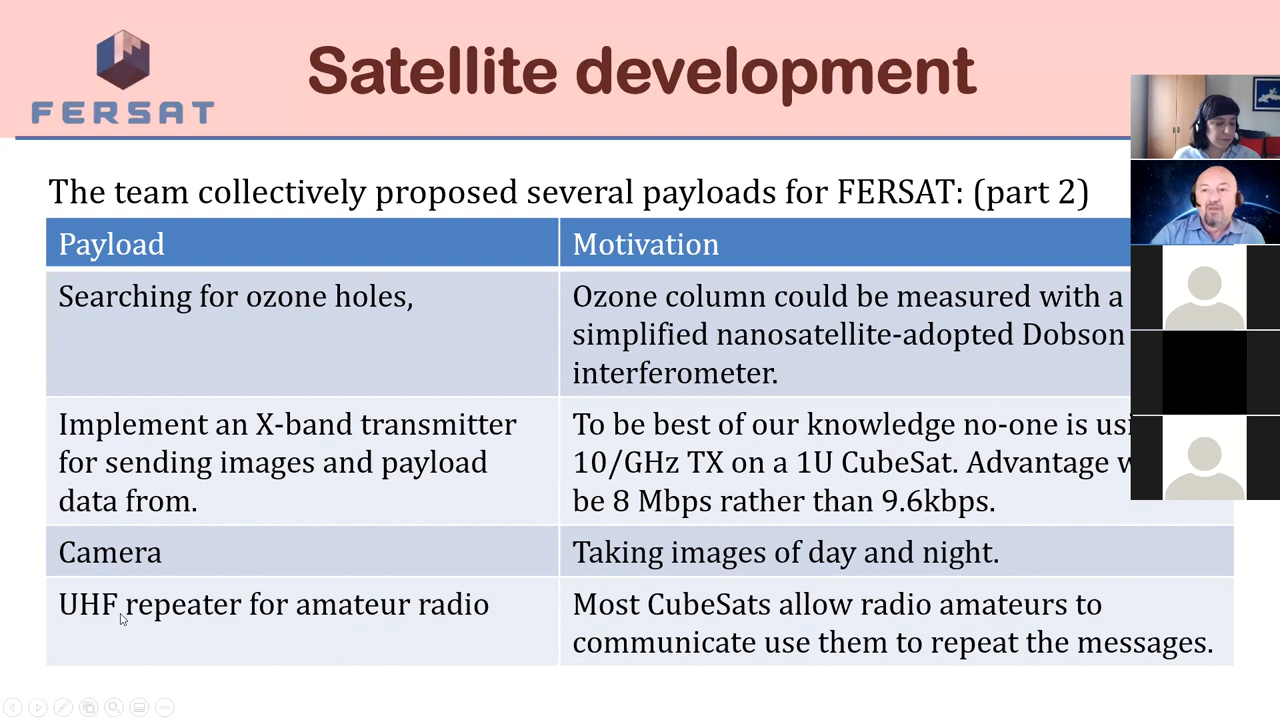 Satellite development
FERSAT
The team collectively proposed several payloads for FERSAT: (part 2)
Payload
Motivation
Searching for ozone holes,
Ozone column could be measured with a
simplified nanosatellite-adopted Dobson
interferometer.
Implement an X-band transmitter
for sending images and payload
data from.
To be best of our knowledge no-one is usi
10/GHz TX on a 1U CubeSat. Advantage w
be 8 Mbps rather than 9.6kbps.
Camera
Taking images of day and night.
UHF repeater for amateur radio
Most CubeSats allow radio amateurs to
communicate use them to repeat the messages.